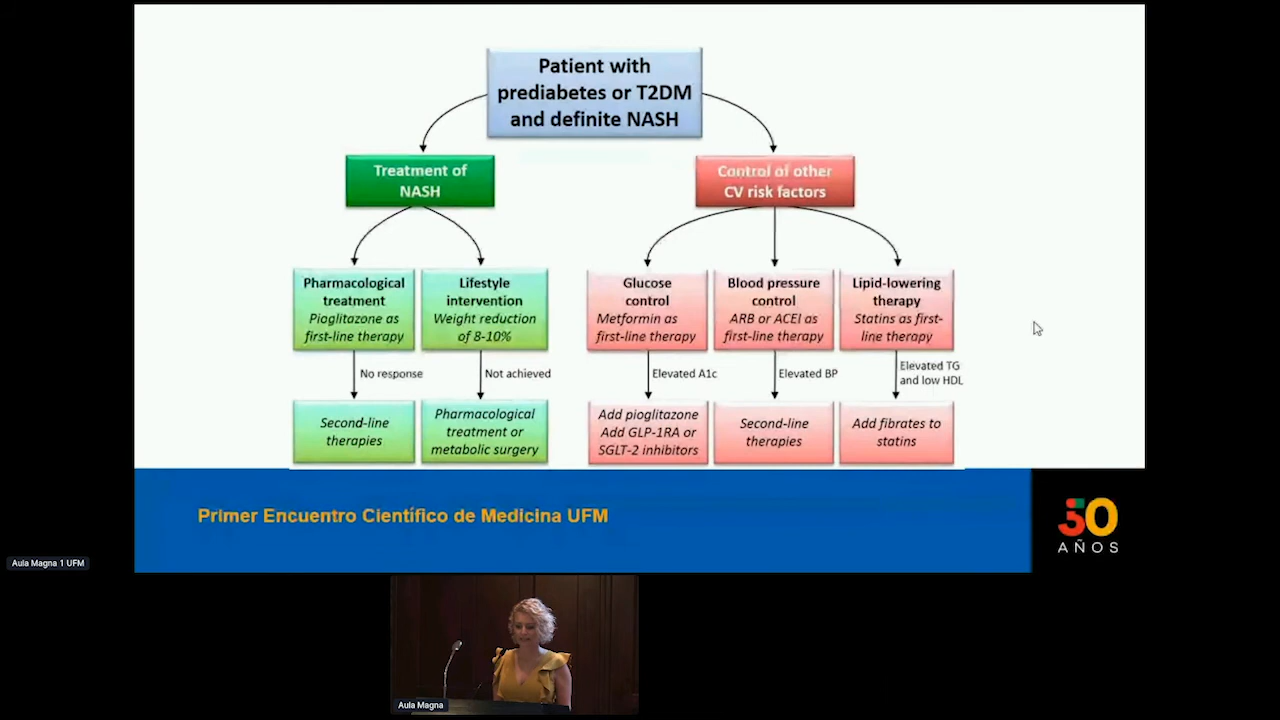 Patient with
prediabetes or T2DM
and definite NASH
Treatment of
NASH
Control of other
CV risk factors
Pharmacological
treatment
Pioglitazone as
first-line therapy
Lifestyle
intervention
Weight reduction
of 8-10%
Glucose
control
Metformin as
first-line therapy
Blood pressure
control
ARB or ACEI as
first-line therapy
Lipid-lowering
therapy
Statins as first-
line therapy
No response
Not achieved
Elevated A1c
Elevated BP
Elevated TG
and low HDL
Second-line
therapies
Pharmacological
treatment or
metabolic surgery
Add pioglitazone
Add GLP-1RA or
SGLT-2 inhibitors
Second-line
therapies
Add fibrates to
statins
Primer Encuentro Científico de Medicina UFM
50
AÑOS
Aula Magna 1 UFM
Aula Magna